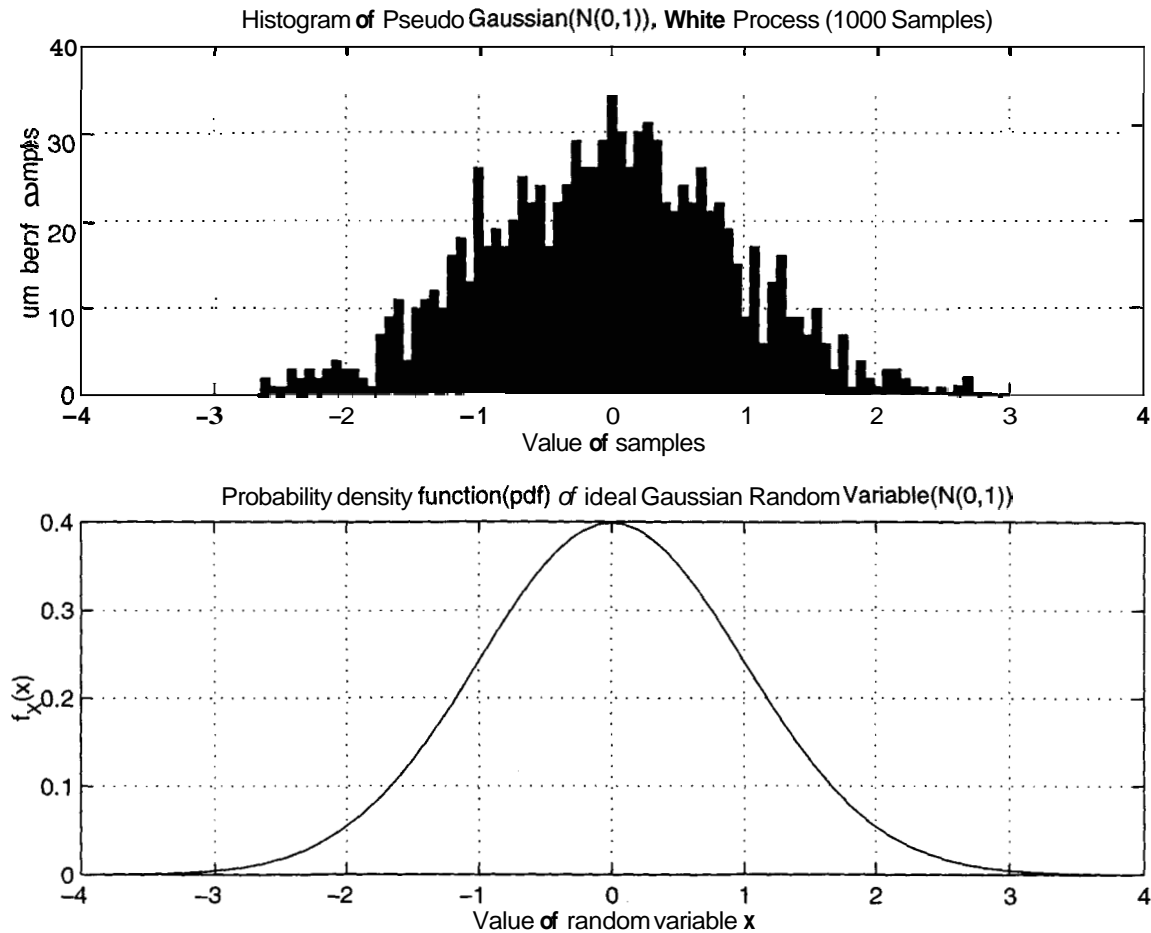 Histogram of Pseudo Gaussian(N(0,1)), White Process (1000 Samples)
40
30
20
10
0
um benf samples
-4 -3 -2 -1 0 1 2 3 4
Value of samples
Probability density function(pdf) of ideal Gaussian Random Variable(N(0,1))
0.4
0.3
0.2
0.1
0
f_X(x)
-4 -3 -2 -1 0 1 2 3 4
Value of random variable x